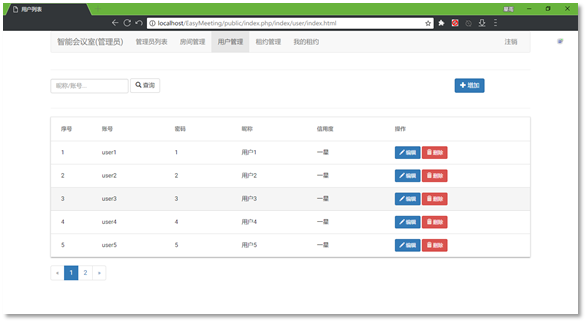 用户列表
localhost/EasyMeeting/public/index.php/index/user/index.html
智能会议室(管理员) 管理员列表 房间管理 用户管理 租约管理 我的租约 注销
昵称/账号... 查询 增加
序号 账号 密码 昵称 信用度 操作
1 user1 1 用户1 一星 编辑 删除
2 user2 2 用户2 一星 编辑 删除
3 user3 3 用户3 一星 编辑 删除
4 user4 4 用户4 一星 编辑 删除
5 user5 5 用户5 一星 编辑 删除
« 1 2 »